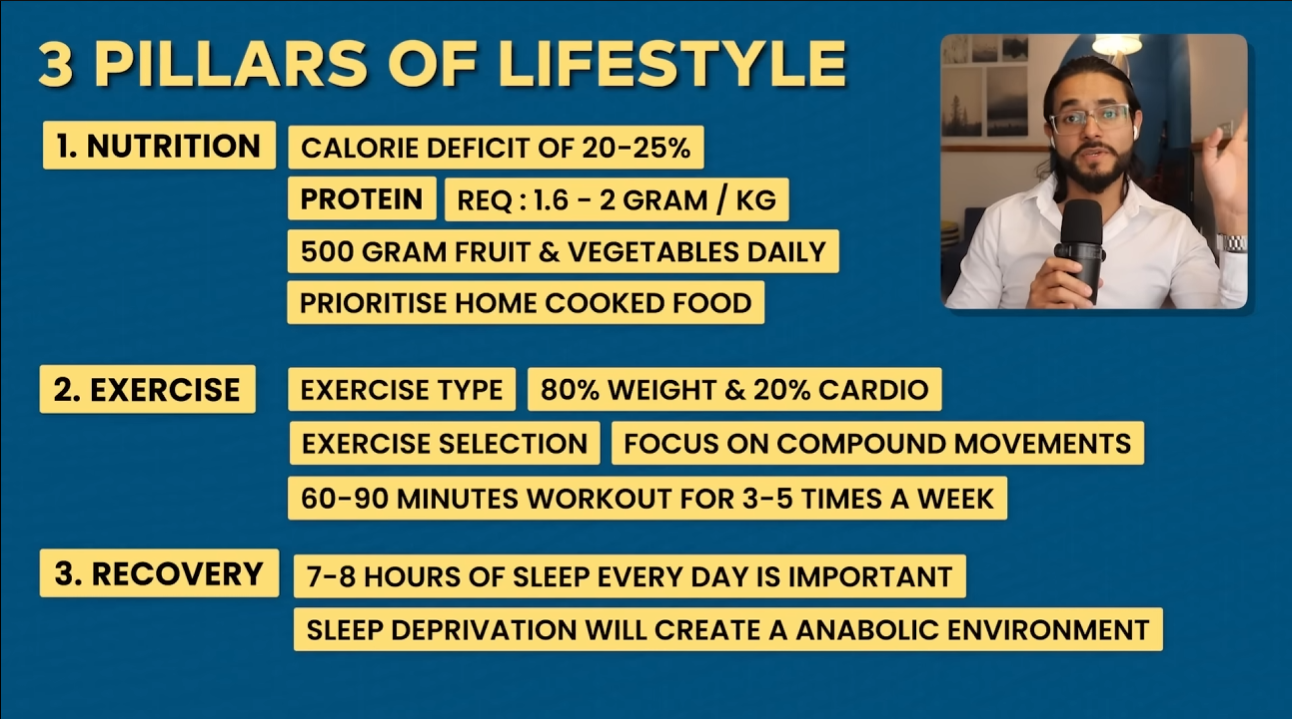 3 PILLARS OF LIFESTYLE
1. NUTRITION CALORIE DEFICIT OF 20-25%
PROTEIN REQ : 1.6 - 2 GRAM / KG
500 GRAM FRUIT & VEGETABLES DAILY
PRIORITISE HOME COOKED FOOD
2. EXERCISE EXERCISE TYPE 80% WEIGHT & 20% CARDIO
EXERCISE SELECTION FOCUS ON COMPOUND MOVEMENTS
60-90 MINUTES WORKOUT FOR 3-5 TIMES A WEEK
3. RECOVERY 7-8 HOURS OF SLEEP EVERY DAY IS IMPORTANT
SLEEP DEPRIVATION WILL CREATE A ANABOLIC ENVIRONMENT